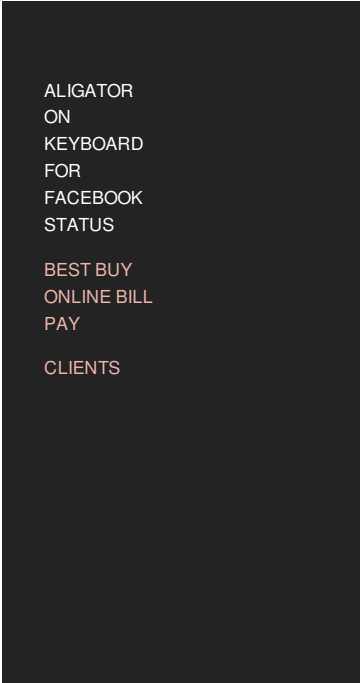 ALIGATOR
ON
KEYBOARD
FOR
FACEBOOK
STATUS
BEST BUY
ONLINE BILL
PAY
CLIENTS